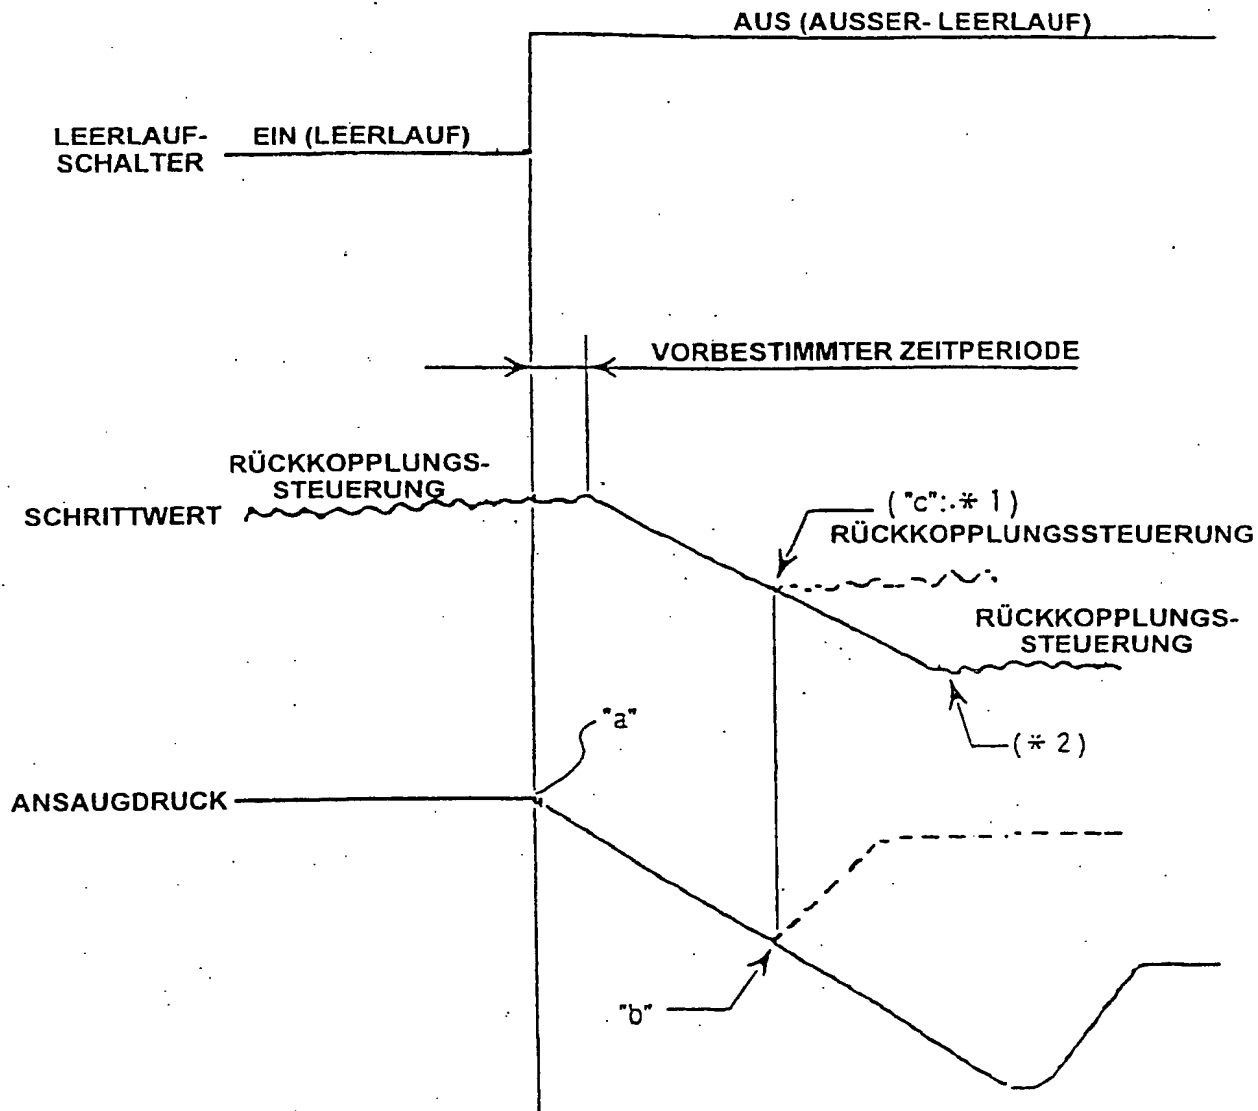 AUS (AUSSER- LEERLAUF)
LEERLAUF-
SCHALTER
EIN (LEERLAUF)
VORBESTIMMTER ZEITPERIODE
RÜCKKOPPLUNGS-
STEUERUNG
SCHRITTWERT
("c":*1)
RÜCKKOPPLUNGSSTEUERUNG
RÜCKKOPPLUNGS-
STEUERUNG
(*2)
"a"
ANSAUGDRUCK
"b"